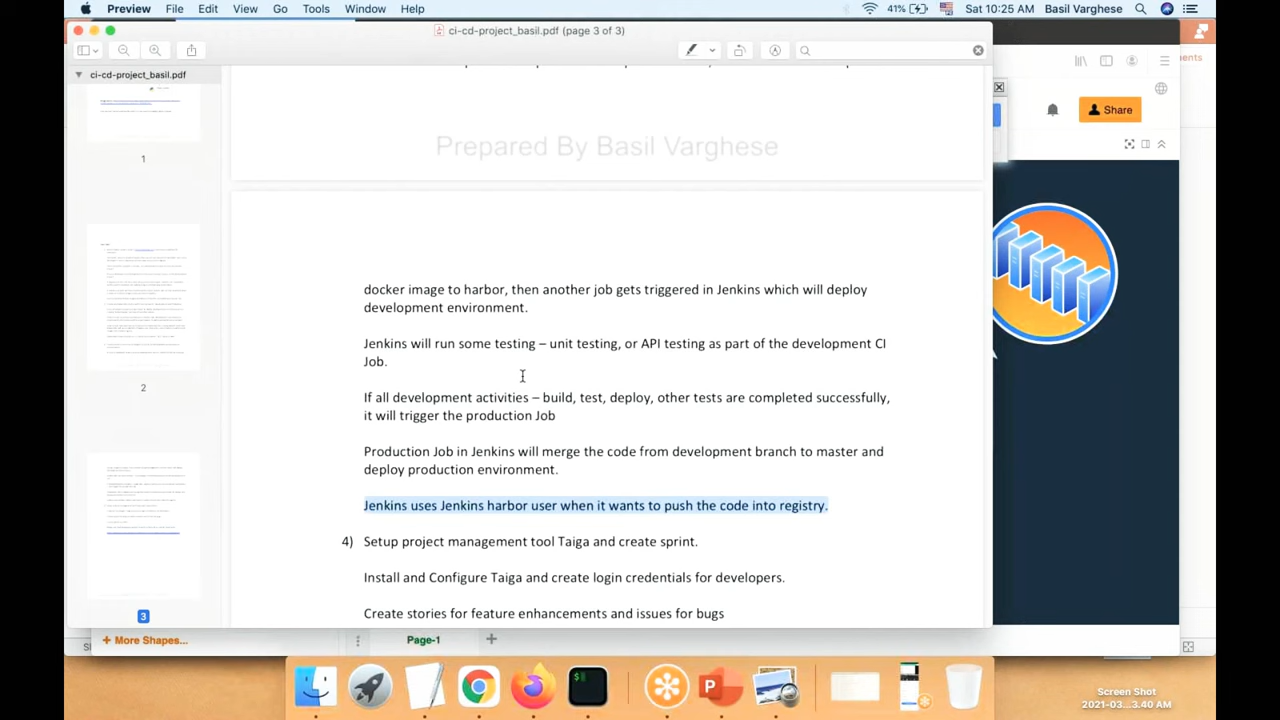 Preview File Edit View Go Tools Window Help 41% Sat 10:25 AM Basil Varghese
ci-cd-project_basil.pdf (page 3 of 3)
ci-cd-project_basil.pdf
ents
Share
1
2
3
Prepared By Basil Varghese
docker image to harbor, then another job gets triggered in Jenkins which will deploy
development environment.
Jenkins will run some testing – unit testing, or API testing as part of the development CI
Job.
If all development activities – build, test, deploy, other tests are completed successfully,
it will trigger the production Job
Production Job in Jenkins will merge the code from development branch to master and
deploy production environment.
Jenkins uses Jenkins harbor user when it wants to push the code into registry.
4) Setup project management tool Taiga and create sprint.
Install and Configure Taiga and create login credentials for developers.
Create stories for feature enhancements and issues for bugs
+ More Shapes...
Page-1
Screen Shot
2021-03...3.40 AM